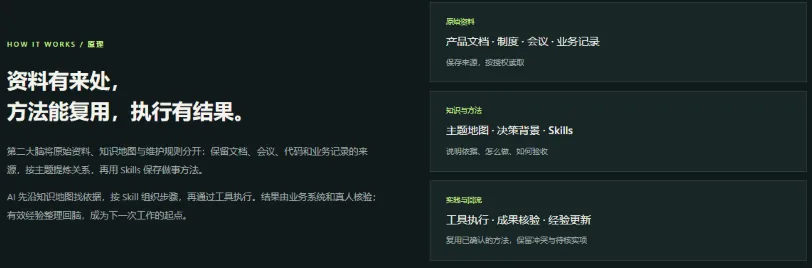 HOW IT WORKS / 原理
资料有来处，
方法能复用，执行有结果。
第二大脑将原始资料、知识地图与维护规则分开：保留文档、会议、代码和业务记录的来
源，按主题提炼关系，再用 Skills 保存做事方法。
AI 先沿知识地图找依据，按 Skill 组织步骤，再通过工具执行。结果由业务系统和真人核验；
有效经验整理回脑，成为下一次工作的起点。
原始资料
产品文档 · 制度 · 会议 · 业务记录
保存来源，按授权读取
知识与方法
主题地图 · 决策背景 · Skills
说明依据、怎么做、如何验收
实践与回流
工具执行 · 成果核验 · 经验更新
复用已确认的方法，保留冲突与待核实项